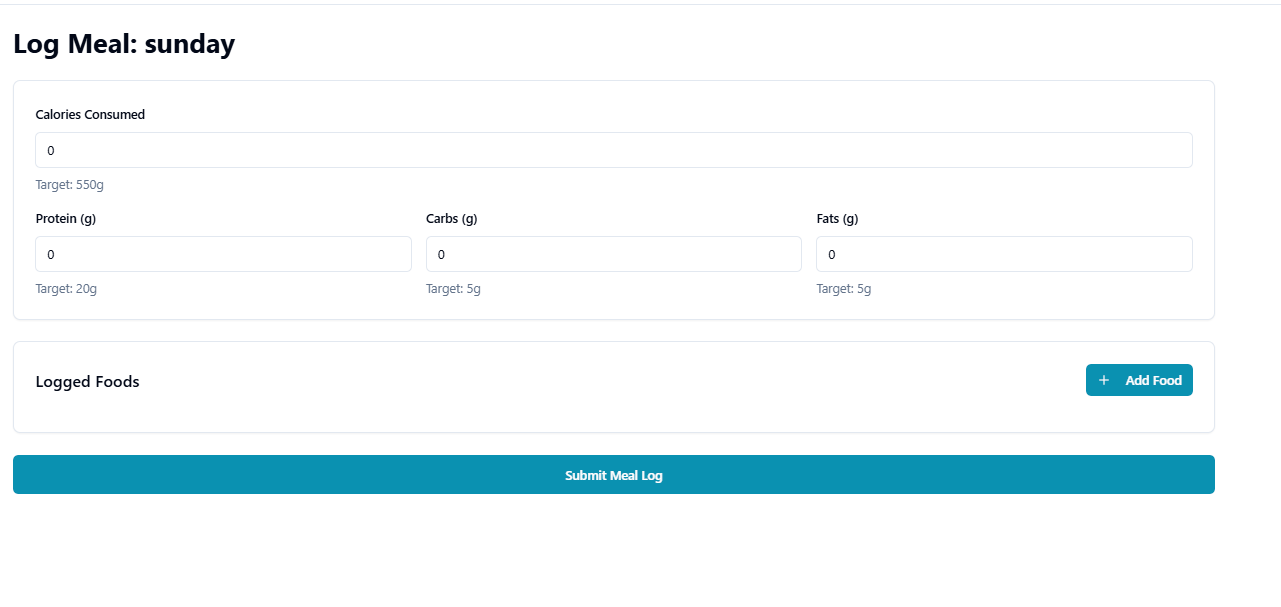 Log Meal: sunday
Calories Consumed
0
Target: 550g
Protein (g) Carbs (g) Fats (g)
0 0 0
Target: 20g Target: 5g Target: 5g
Logged Foods
+ Add Food
Submit Meal Log